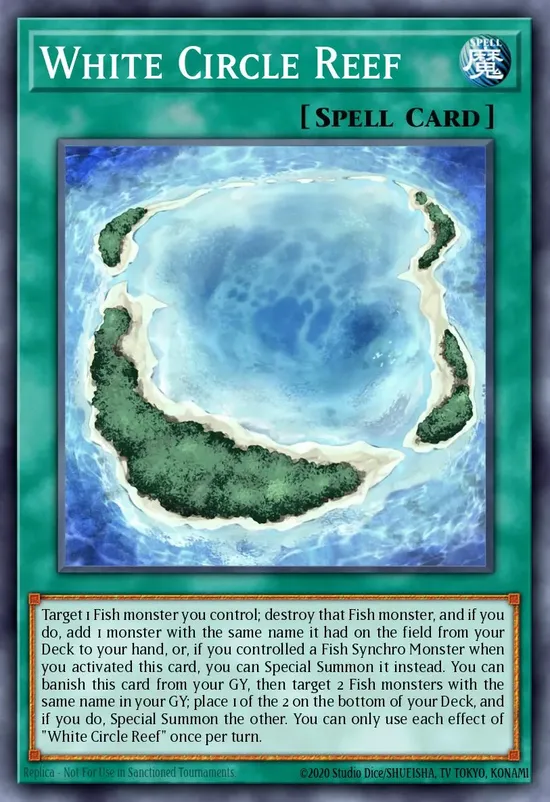 White Circle Reef
SPELL
魔
[Spell Card]
Target 1 Fish monster you control; destroy that Fish monster, and if you
do, add 1 monster with the same name it had on the field from your
Deck to your hand, or, if you controlled a Fish Synchro Monster when
you activated this card, you can Special Summon it instead. You can
banish this card from your GY, then target 2 Fish monsters with the
same name in your GY; place 1 of the 2 on the bottom of your Deck, and
if you do, Special Summon the other. You can only use each effect of
"White Circle Reef" once per turn.
Replica - Not For Use in Sanctioned Tournaments. ©2020 Studio Dice/SHUEISHA, TV TOKYO, KONAMI